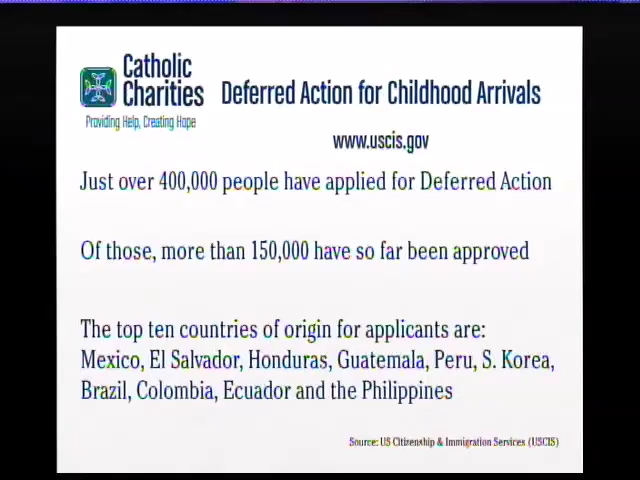 Catholic
Charities
Providing Help, Creating Hope
Deferred Action for Childhood Arrivals
www.uscis.gov
Just over 400,000 people have applied for Deferred Action
Of those, more than 150,000 have so far been approved
The top ten countries of origin for applicants are:
Mexico, El Salvador, Honduras, Guatemala, Peru, S. Korea,
Brazil, Colombia, Ecuador and the Philippines
Source: US Citizenship & Immigration Services (USCIS)